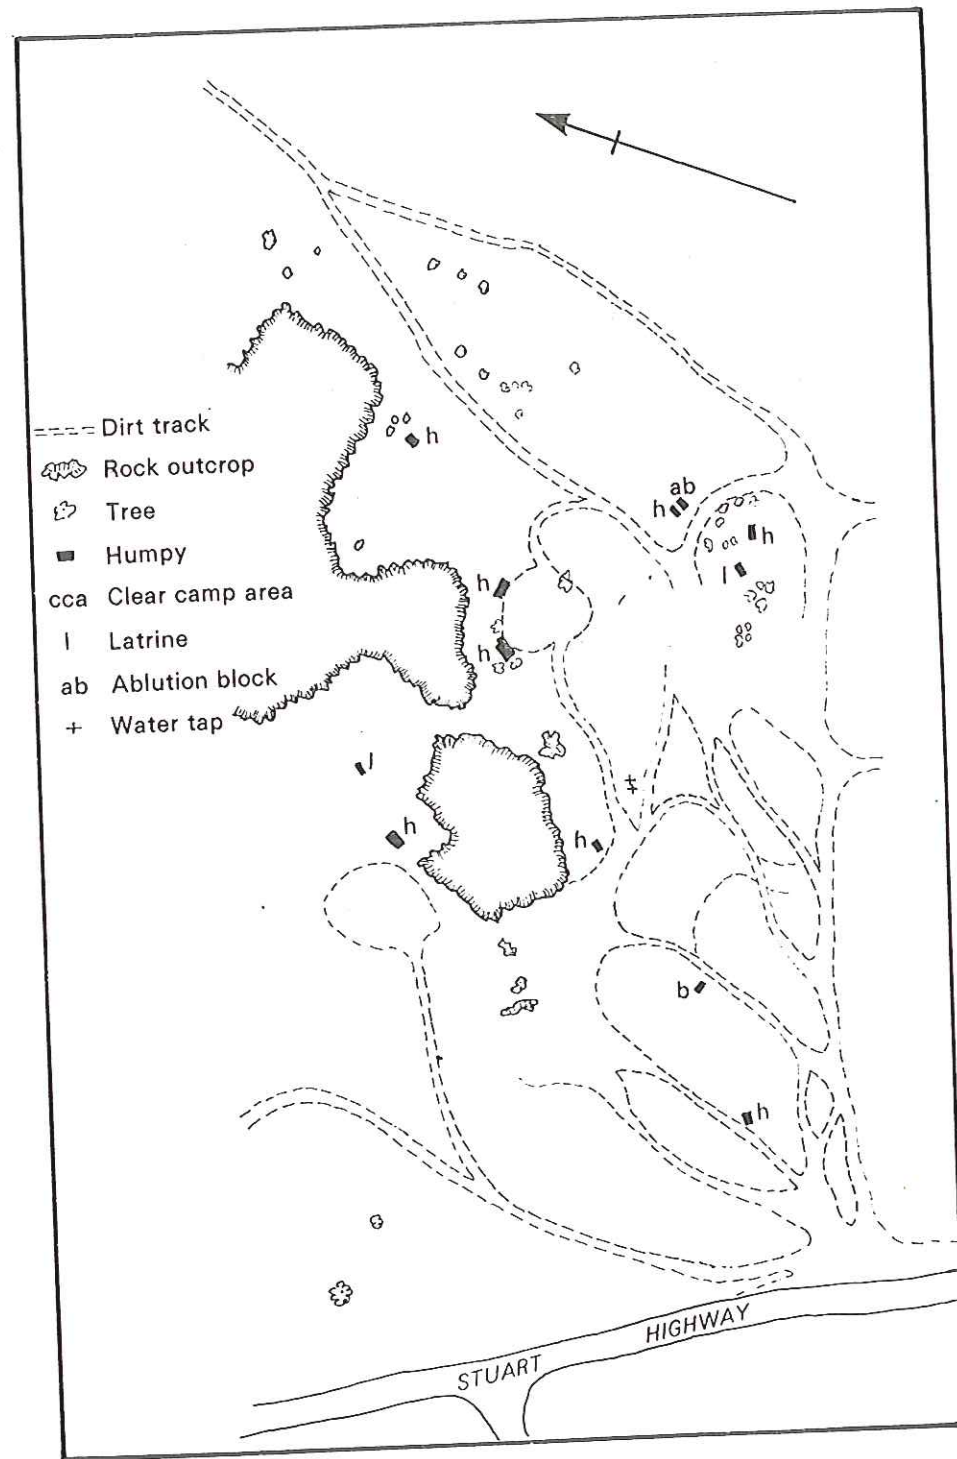 h
Dirt track
Rock outcrop
Tree
Humpy
cca Clear camp area
l Latrine
ab Ablution block
+ Water tap
ab
h
h
l
h
h
l
h
h
b
h
STUART HIGHWAY